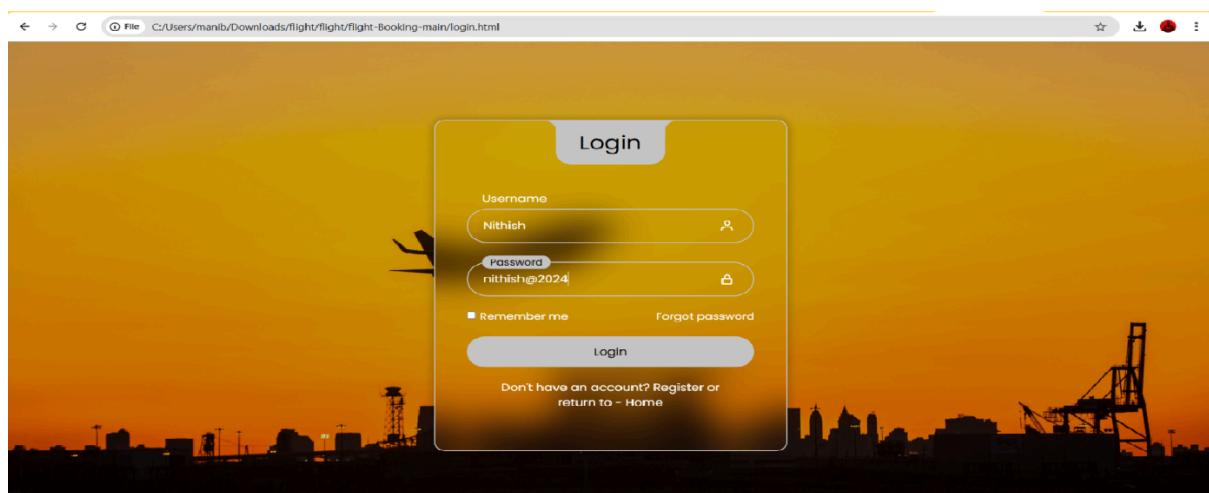 File C:/Users/manib/Downloads/flight/flight/flight-Booking-main/login.html
Login
Username
Nithish
Password
nithish@2024
Remember me Forgot password
Login
Don't have an account? Register or
return to - Home